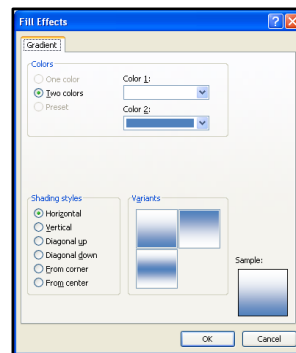 Fill Effects
Gradient
Colors
One color
Two colors
Preset
Color 1:
Color 2:
Shading styles
Horizontal
Vertical
Diagonal up
Diagonal down
From corner
From center
Variants
Sample:
OK
Cancel